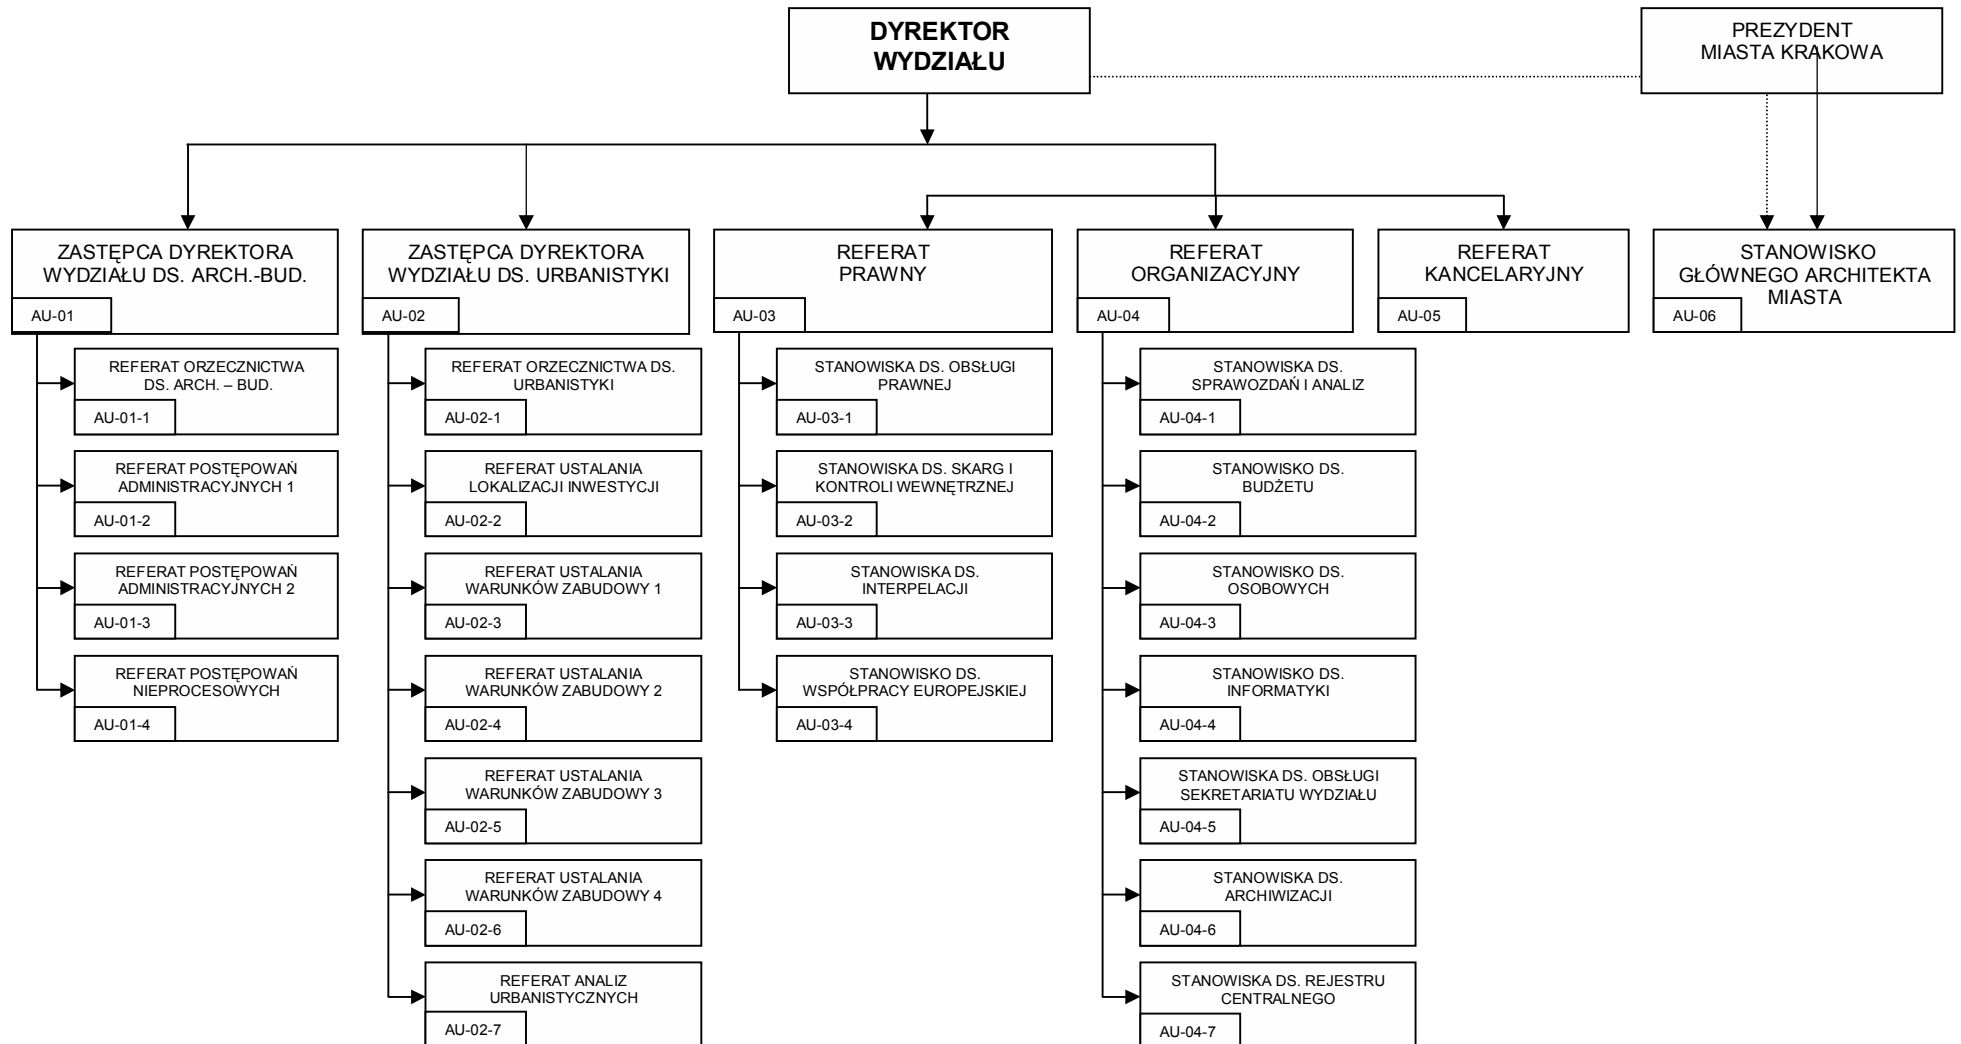 DYREKTOR
WYDZIAŁU
PREZYDENT
MIASTA KRAKOWA
ZASTĘPCA DYREKTORA
WYDZIAŁU DS. ARCH.-BUD.
AU-01
ZASTĘPCA DYREKTORA
WYDZIAŁU DS. URBANISTYKI
AU-02
REFERAT
PRAWNY
AU-03
REFERAT
ORGANIZACYJNY
AU-04
REFERAT
KANCELARYJNY
AU-05
STANOWISKO
GŁÓWNEGO ARCHITEKTA
MIASTA
AU-06
REFERAT ORZECZNICTWA
DS. ARCH. – BUD.
AU-01-1
REFERAT POSTĘPOWAŃ
ADMINISTRACYJNYCH 1
AU-01-2
REFERAT POSTĘPOWAŃ
ADMINISTRACYJNYCH 2
AU-01-3
REFERAT POSTĘPOWAŃ
NIEPROCESOWYCH
AU-01-4
REFERAT ORZECZNICTWA DS.
URBANISTYKI
AU-02-1
REFERAT USTALANIA
LOKALIZACJI INWESTYCJI
AU-02-2
REFERAT USTALANIA
WARUNKÓW ZABUDOWY 1
AU-02-3
REFERAT USTALANIA
WARUNKÓW ZABUDOWY 2
AU-02-4
REFERAT USTALANIA
WARUNKÓW ZABUDOWY 3
AU-02-5
REFERAT USTALANIA
WARUNKÓW ZABUDOWY 4
AU-02-6
REFERAT ANALIZ
URBANISTYCZNYCH
AU-02-7
STANOWISKA DS. OBSŁUGI
PRAWNEJ
AU-03-1
STANOWISKA DS. SKARG I
KONTROLI WEWNĘTRZNEJ
AU-03-2
STANOWISKA DS.
INTERPELACJI
AU-03-3
STANOWISKO DS.
WSPÓŁPRACY EUROPEJSKIEJ
AU-03-4
STANOWISKA DS.
SPRAWOZDAŃ I ANALIZ
AU-04-1
STANOWISKO DS.
BUDŻETU
AU-04-2
STANOWISKO DS.
OSOBOWYCH
AU-04-3
STANOWISKO DS.
INFORMATYKI
AU-04-4
STANOWISKA DS. OBSŁUGI
SEKRETARIATU WYDZIAŁU
AU-04-5
STANOWISKA DS.
ARCHIWIZACJI
AU-04-6
STANOWISKA DS. REJESTRU
CENTRALNEGO
AU-04-7